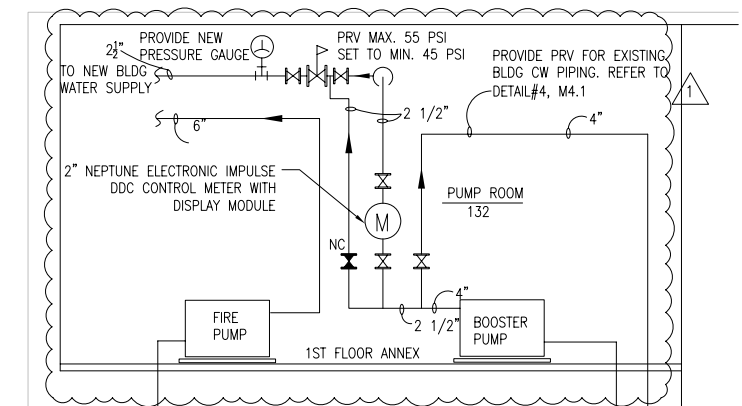 PROVIDE NEW
PRESSURE GAUGE
2½"
TO NEW BLDG
WATER SUPPLY
PRV MAX. 55 PSI
SET TO MIN. 45 PSI
PROVIDE PRV FOR EXISTING
BLDG CW PIPING. REFER TO
DETAIL#4, M4.1
1
6"
2 1/2"
4"
2" NEPTUNE ELECTRONIC IMPULSE
DDC CONTROL METER WITH
DISPLAY MODULE
M
PUMP ROOM
132
NC
4"
2 1/2"
FIRE
PUMP
BOOSTER
PUMP
1ST FLOOR ANNEX